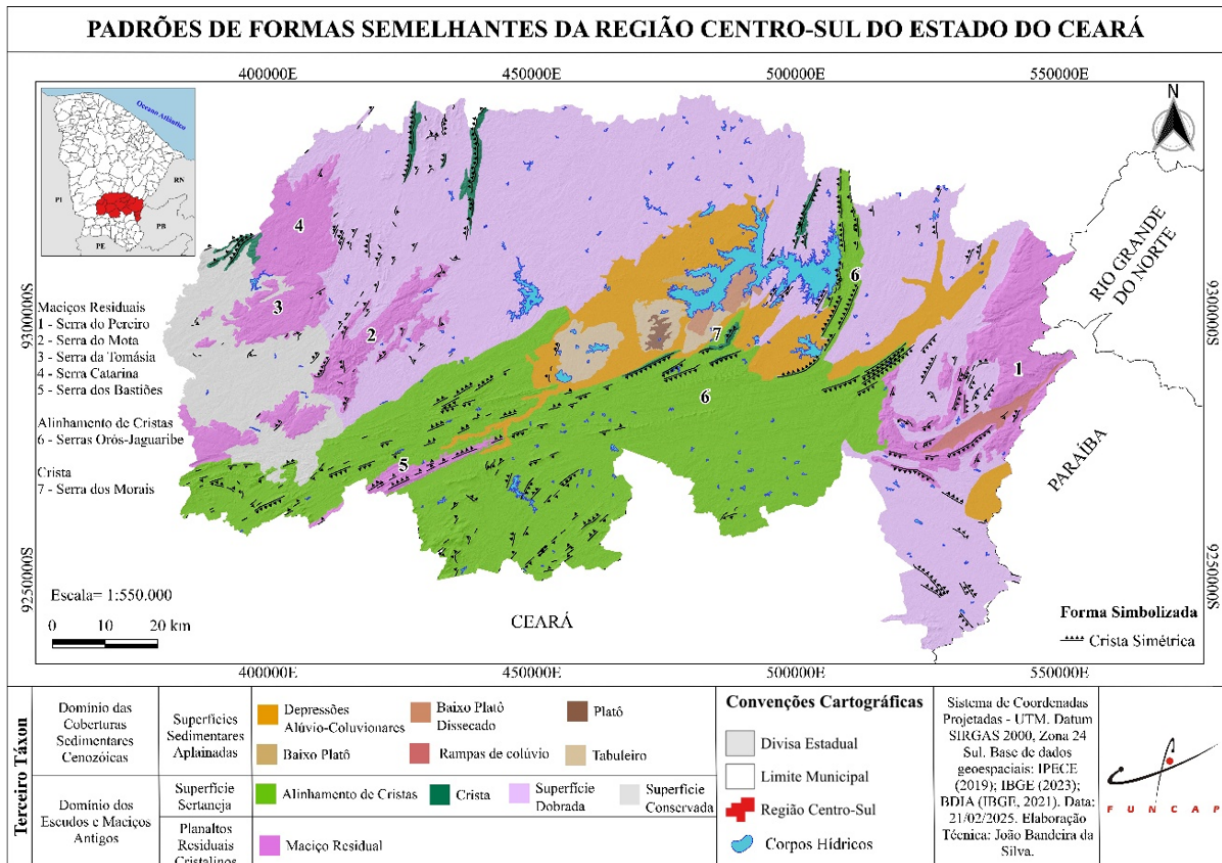 PADRÕES DE FORMAS SEMELHANTES DA REGIÃO CENTRO-SUL DO ESTADO DO CEARÁ
400000E
450000E
500000E
550000E
Oceano Atlântico
RN
PI
PB
PE
N
9300000S
9300000S
9250000S
9250000S
4
3
2
5
6
7
6
1
RIO GRANDE
DO NORTE
PARAÍBA
CEARÁ
Maciços Residuais
1 - Serra do Pereiro
2 - Serra do Mota
3 - Serra da Tomásia
4 - Serra Catarina
5 - Serra dos Bastiões
Alinhamento de Cristas
6 - Serras Orós-Jaguaribe
Crista
7 - Serra dos Morais
Escala= 1:550.000
0 10 20 km
Forma Simbolizada
Crista Simétrica
400000E
450000E
500000E
550000E
Terceiro Táxon
Domínio das
Coberturas
Sedimentares
Cenozóicas
Superfícies
Sedimentares
Aplainadas
Depressões
Alúvio-Coluvionares
Baixo Platô
Dissecado
Platô
Baixo Platô
Rampas de colúvio
Tabuleiro
Domínio dos
Escudos e Maciços
Antigos
Superfície
Sertaneja
Alinhamento de Cristas
Crista
Superfície
Dobrada
Superfície
Conservada
Planaltos
Residuais
Cristalinos
Maciço Residual
Convenções Cartográficas
Divisa Estadual
Limite Municipal
Região Centro-Sul
Corpos Hídricos
Sistema de Coordenadas
Projetadas - UTM. Datum
SIRGAS 2000, Zona 24
Sul. Base de dados
geoespaciais: IPECE
(2019); IBGE (2023);
BDIA (IBGE, 2021). Data:
21/02/2025. Elaboração
Técnica: João Bandeira da
Silva.
FUNCAP